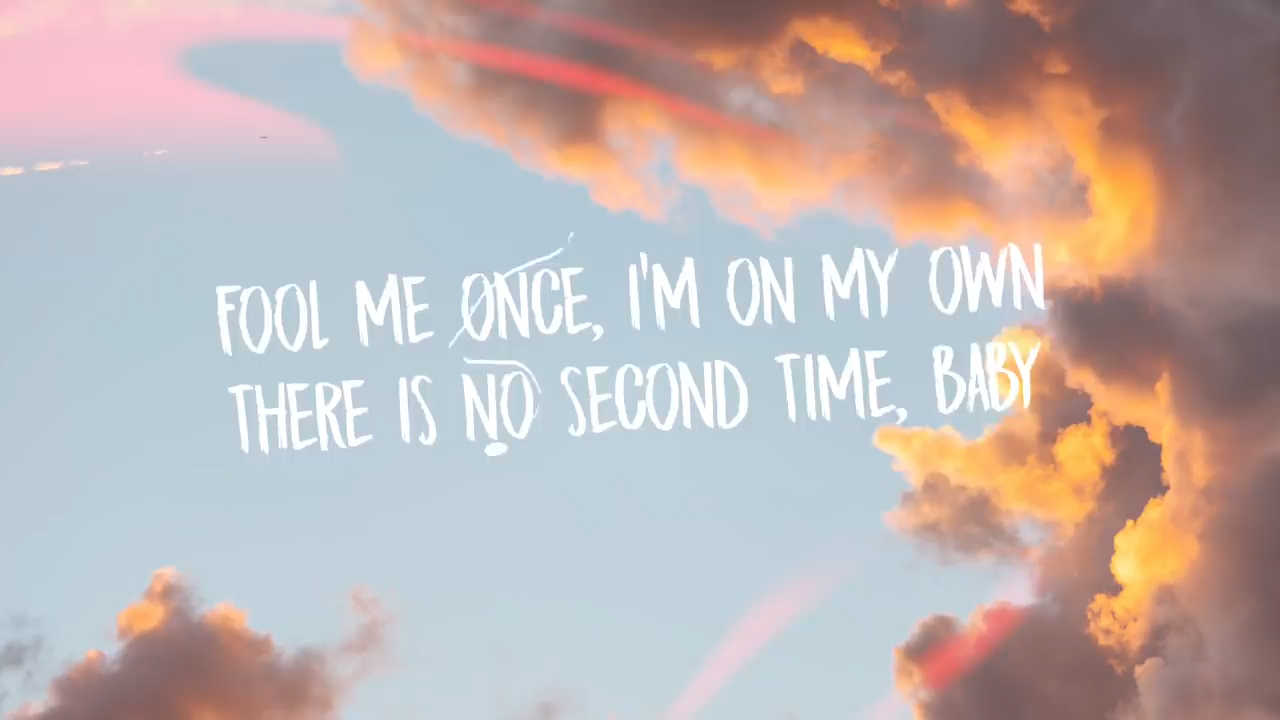 FOOL ME ONCE, I'M ON MY OWN
THERE IS NO SECOND TIME, BABY